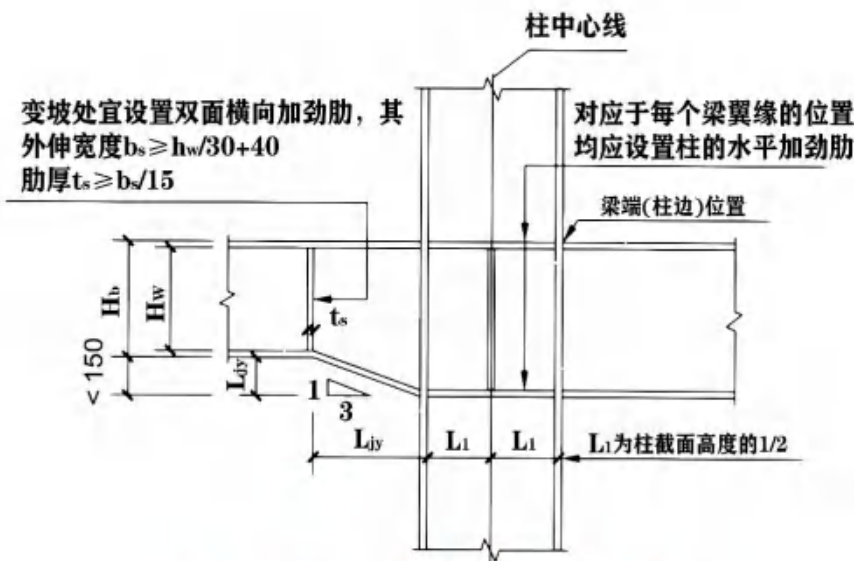 柱中心线
变坡处宜设置双面横向加劲肋，其
外伸宽度bs≥hw/30+40
肋厚ts≥bs/15
对应于每个梁翼缘的位置
均应设置柱的水平加劲肋
梁端(柱边)位置
Hb
Hw
ts
<150
Ljy
1
3
Ljy
L1
L1
L1为柱截面高度的1/2